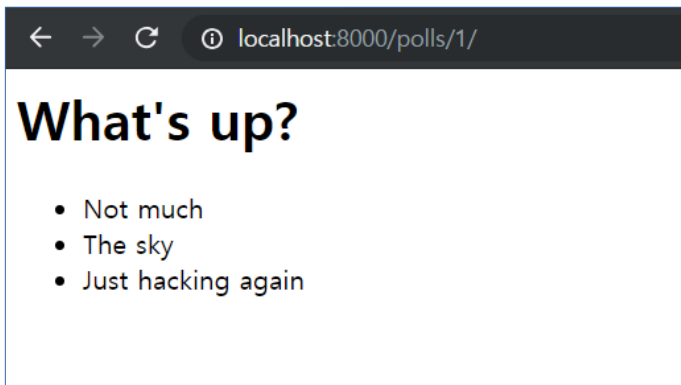 localhost:8000/polls/1/
What's up?
Not much
The sky
Just hacking again